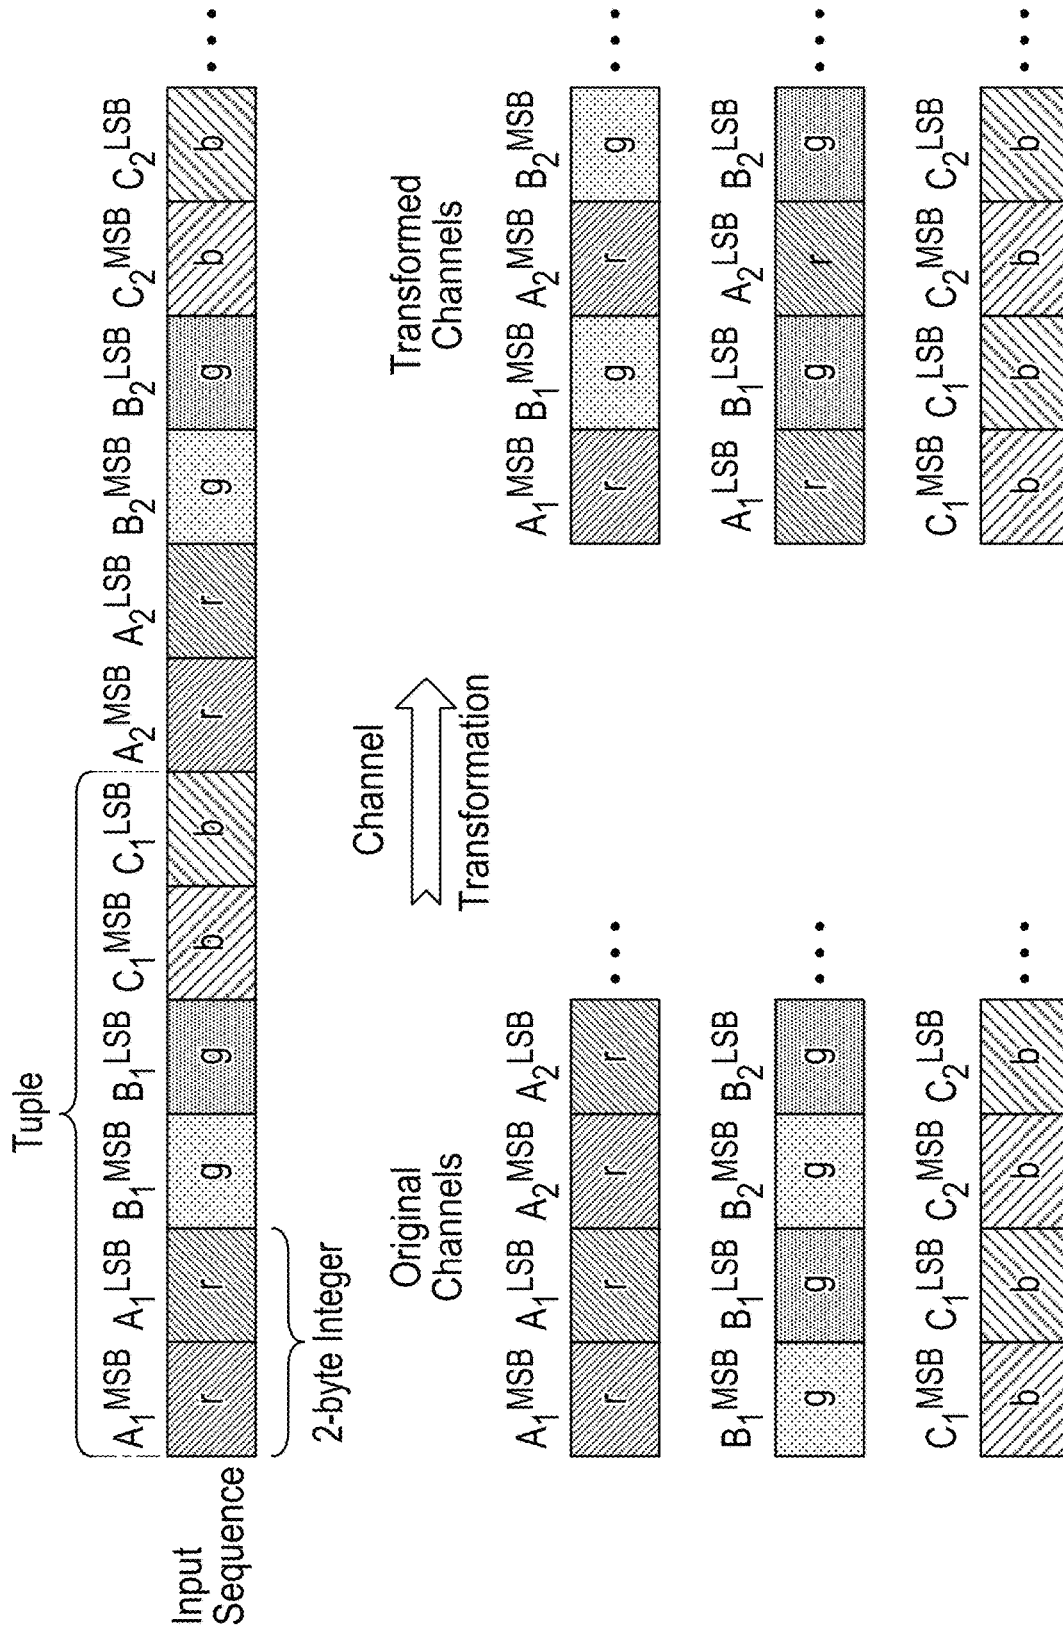 Tuple
A₁MSB A₁LSB B₁MSB B₁LSB C₁MSB C₁LSB A₂MSB A₂LSB B₂MSB B₂LSB C₂MSB C₂LSB
Input
Sequence
r r g g b b r r g g b b •••
2-byte Integer
Channel
Transformation
Original
Channels
A₁MSB A₁LSB A₂MSB A₂LSB
r r r r •••
B₁MSB B₁LSB B₂MSB B₂LSB
g g g g •••
C₁MSB C₁LSB C₂MSB C₂LSB
b b b b •••
Transformed
Channels
A₁MSB B₁MSB A₂MSB B₂MSB
r g r g •••
A₁LSB B₁LSB A₂LSB B₂LSB
r g r g •••
C₁MSB C₁LSB C₂MSB C₂LSB
b b b b •••